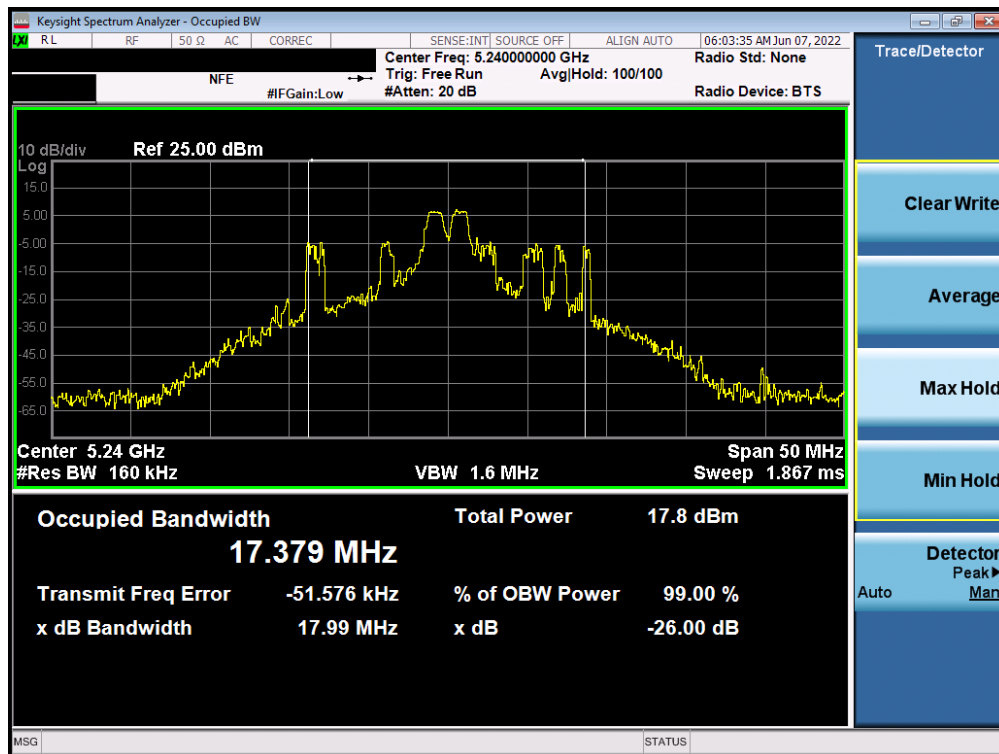 Keysight Spectrum Analyzer - Occupied BW
LXI RL RF 50 Ω AC CORREC SENSE:INT SOURCE OFF ALIGN AUTO 06:03:35 AM Jun 07, 2022
Center Freq: 5.240000000 GHz Radio Std: None
NFE Trig: Free Run Avg|Hold: 100/100
#IFGain:Low #Atten: 20 dB Radio Device: BTS
10 dB/div Ref 25.00 dBm
Log
15.0
5.00
-5.00
-15.0
-25.0
-35.0
-45.0
-55.0
-65.0
Center 5.24 GHz Span 50 MHz
#Res BW 160 kHz VBW 1.6 MHz Sweep 1.867 ms
Occupied Bandwidth Total Power 17.8 dBm
17.379 MHz
Transmit Freq Error -51.576 kHz % of OBW Power 99.00 %
x dB Bandwidth 17.99 MHz x dB -26.00 dB
MSG STATUS
Trace/Detector
Clear Write
Average
Max Hold
Min Hold
Detector
Peak▶
Auto Man